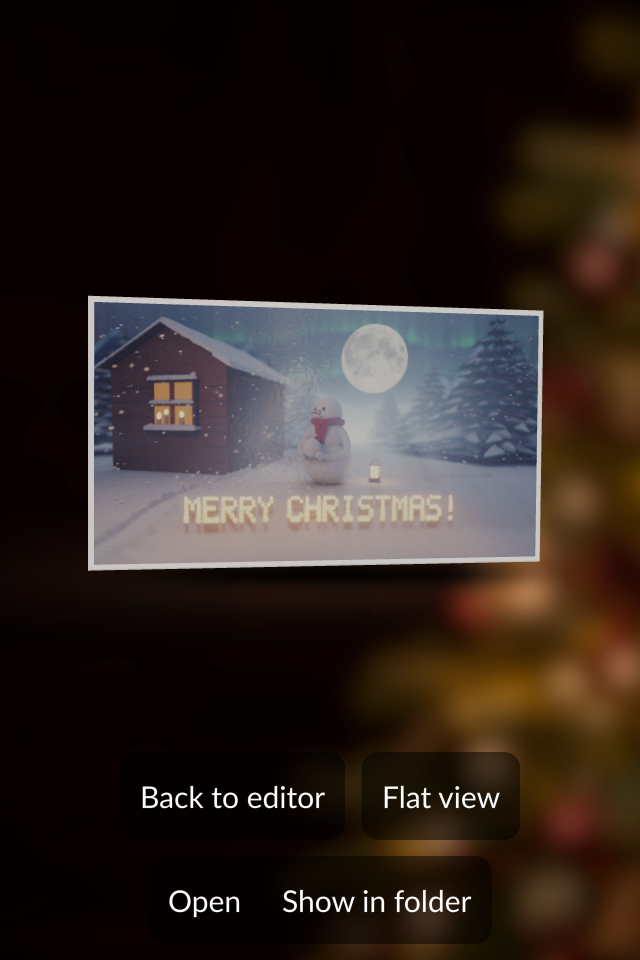 MERRY CHRISTMAS!
Back to editor
Flat view
Open
Show in folder